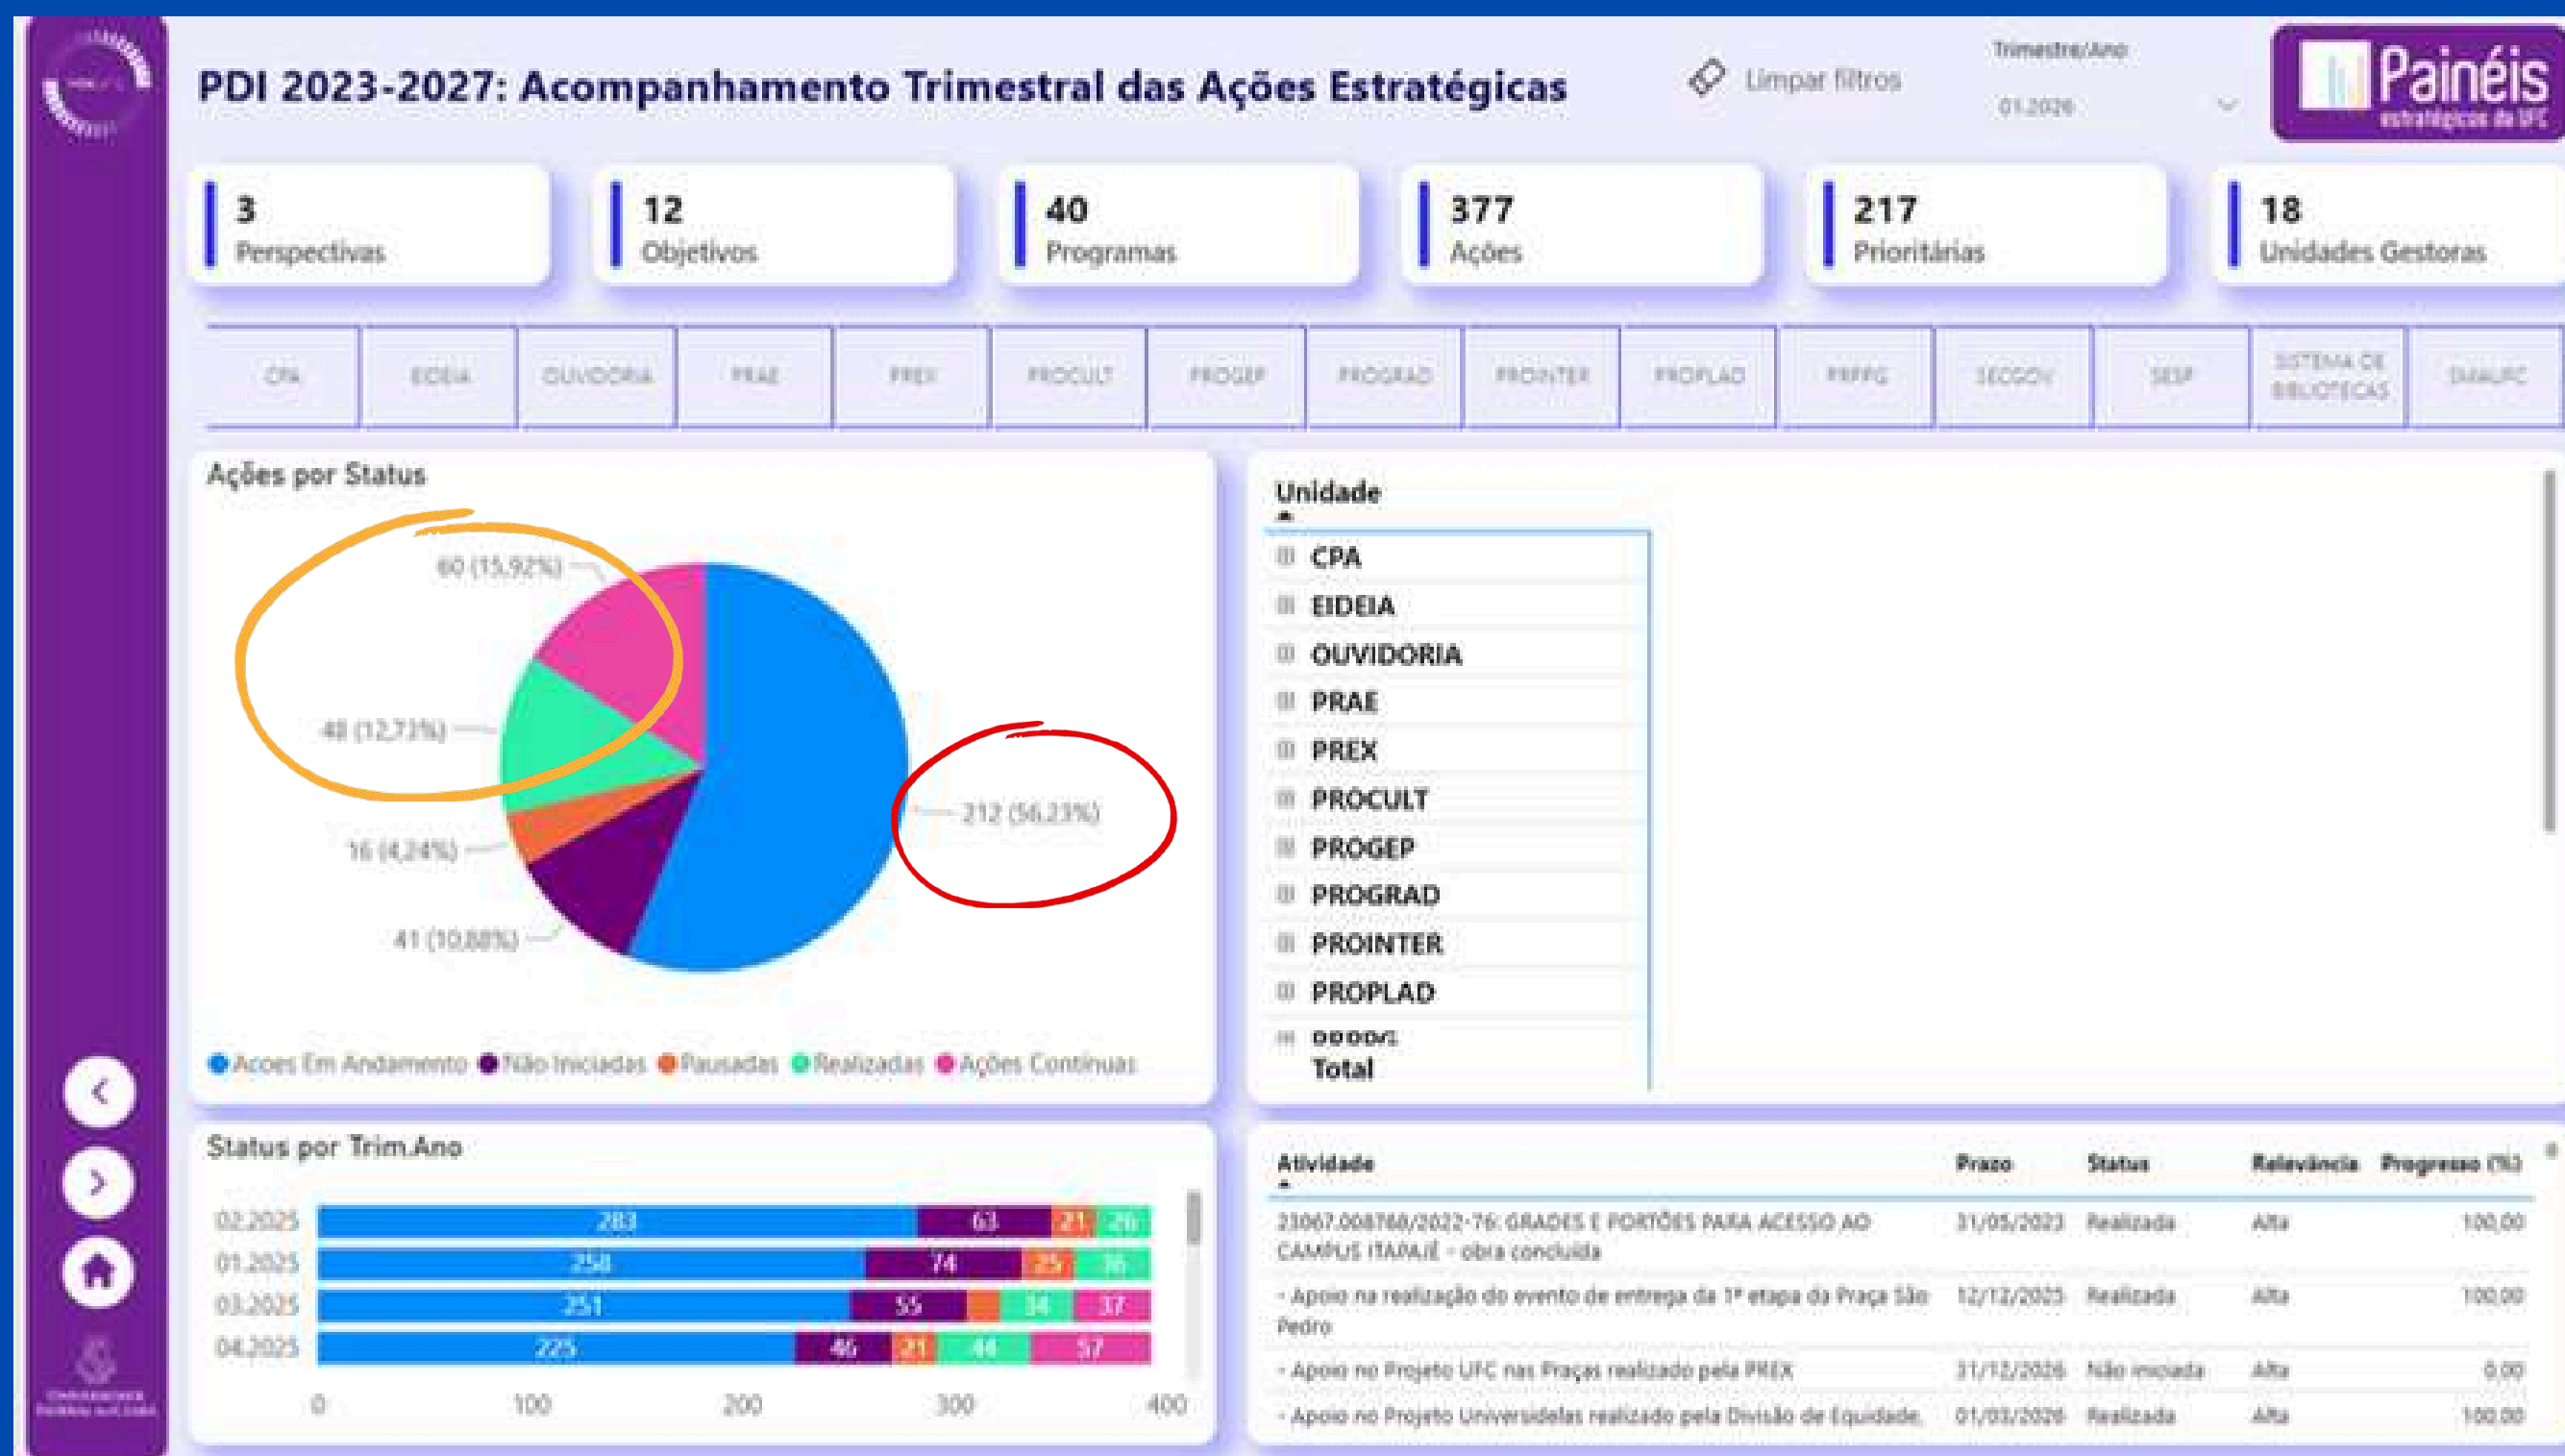 PDI 2023-2027: Acompanhamento Trimestral das Ações Estratégicas
Limpar filtros
Trimestre/Ano
01.2026
Painéis
estratégicos da UFC
3
Perspectivas
12
Objetivos
40
Programas
377
Ações
217
Prioritárias
18
Unidades Gestoras
CPA
EIDEIA
OUVIDORIA
PRAE
PREX
PROCULT
PROGEP
PROGRAD
PROINTER
PROPLAD
PRPPG
SECGOV
SESP
SISTEMA DE
BIBLIOTECAS
Ações por Status
60 (15,92%)
48 (12,73%)
16 (4,24%)
41 (10,88%)
212 (56,23%)
Acoes Em Andamento
Não Iniciadas
Pausadas
Realizadas
Ações Contínuas
Unidade
CPA
EIDEIA
OUVIDORIA
PRAE
PREX
PROCULT
PROGEP
PROGRAD
PROINTER
PROPLAD
Total
Status por Trim.Ano
02.2025 283 63 21 26
01.2025 258 74 25 36
03.2025 251 55 34 37
04.2025 225 46 21 44 57
0 100 200 300 400
Atividade Prazo Status Relevância Progresso (%)
23067.008768/2022-76: GRADES E PORTÕES PARA ACESSO AO 31/05/2023 Realizada Alta 100,00
CAMPUS ITAPAJÉ - obra concluída
- Apoio na realização do evento de entrega da 1ª etapa da Praça São 12/12/2025 Realizada Alta 100,00
Pedro
- Apoio no Projeto UFC nas Praças realizado pela PREX 31/12/2026 Não iniciada Alta 0,00
- Apoio no Projeto Universidelas realizado pela Divisão de Equidade, 01/03/2026 Realizada Alta 100,00